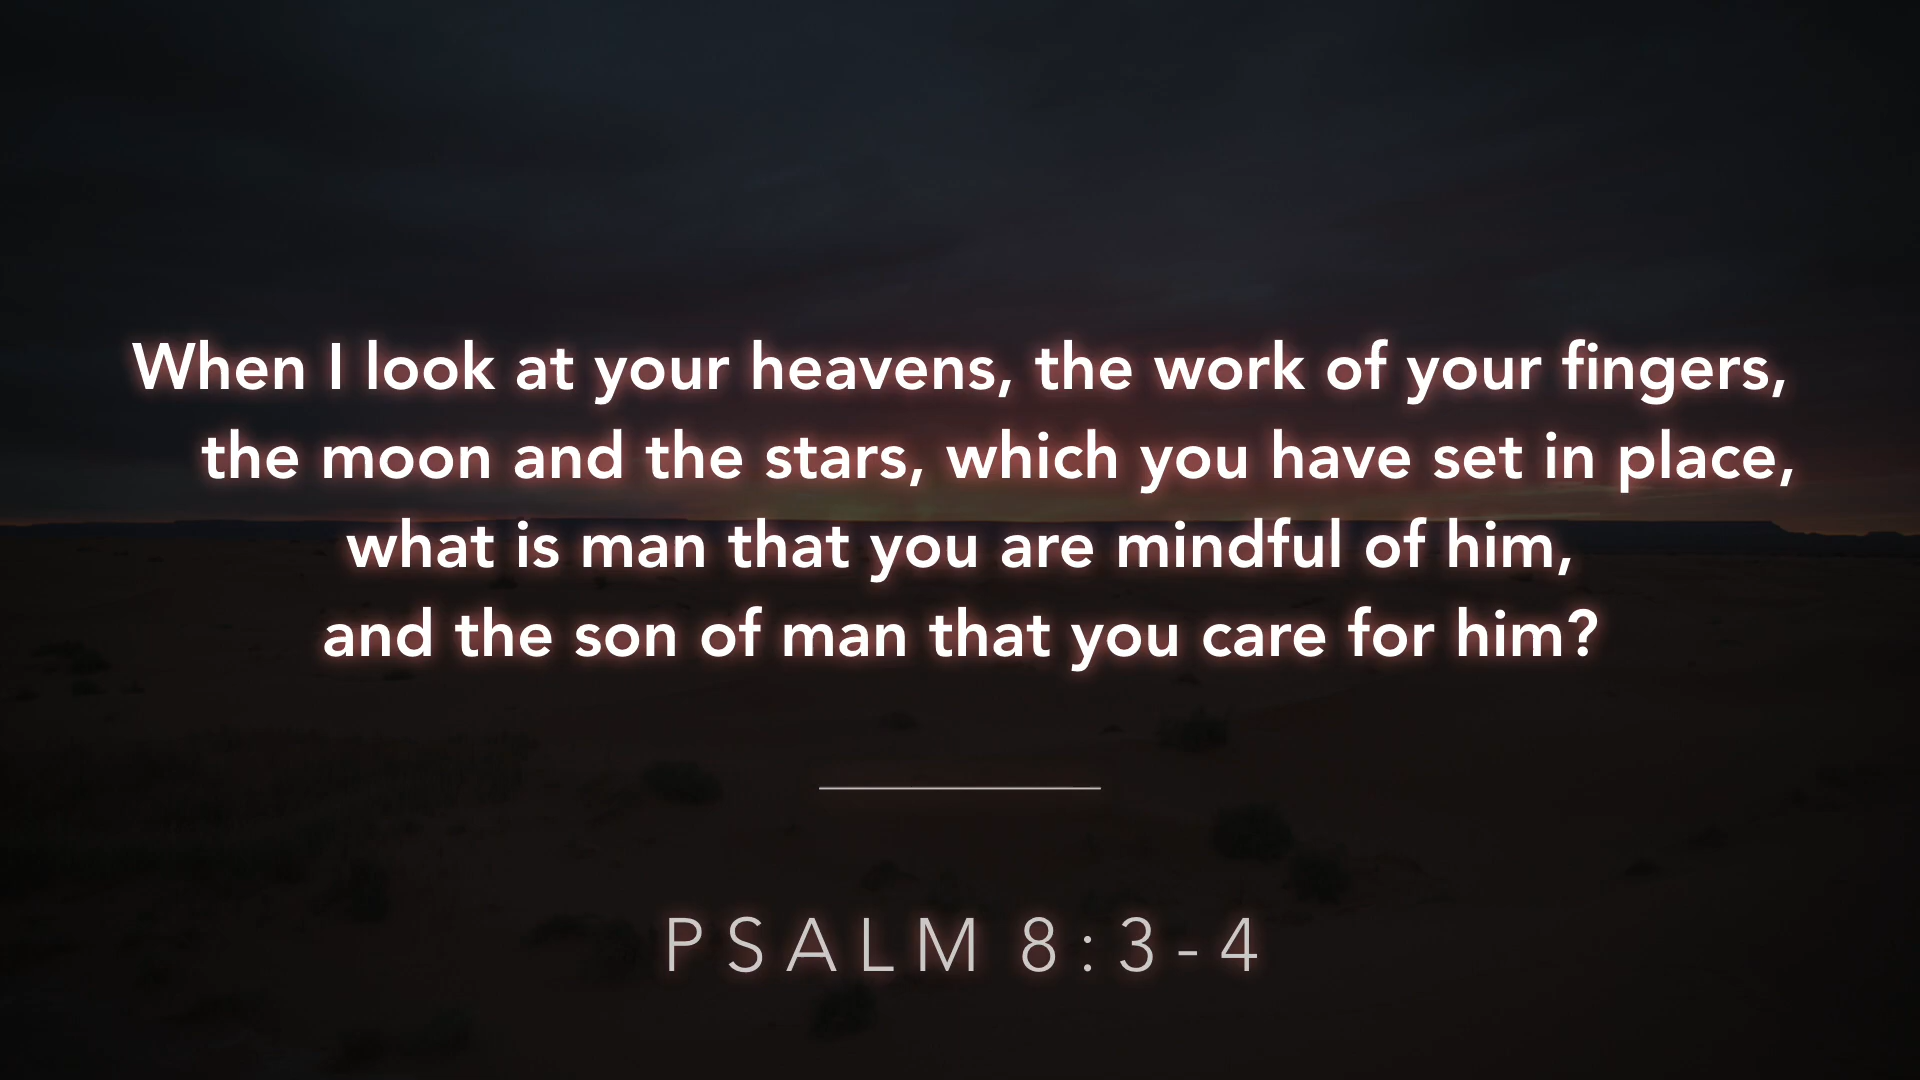 When I look at your heavens, the work of your fingers,
the moon and the stars, which you have set in place,
what is man that you are mindful of him,
and the son of man that you care for him?
PSALM 8:3-4